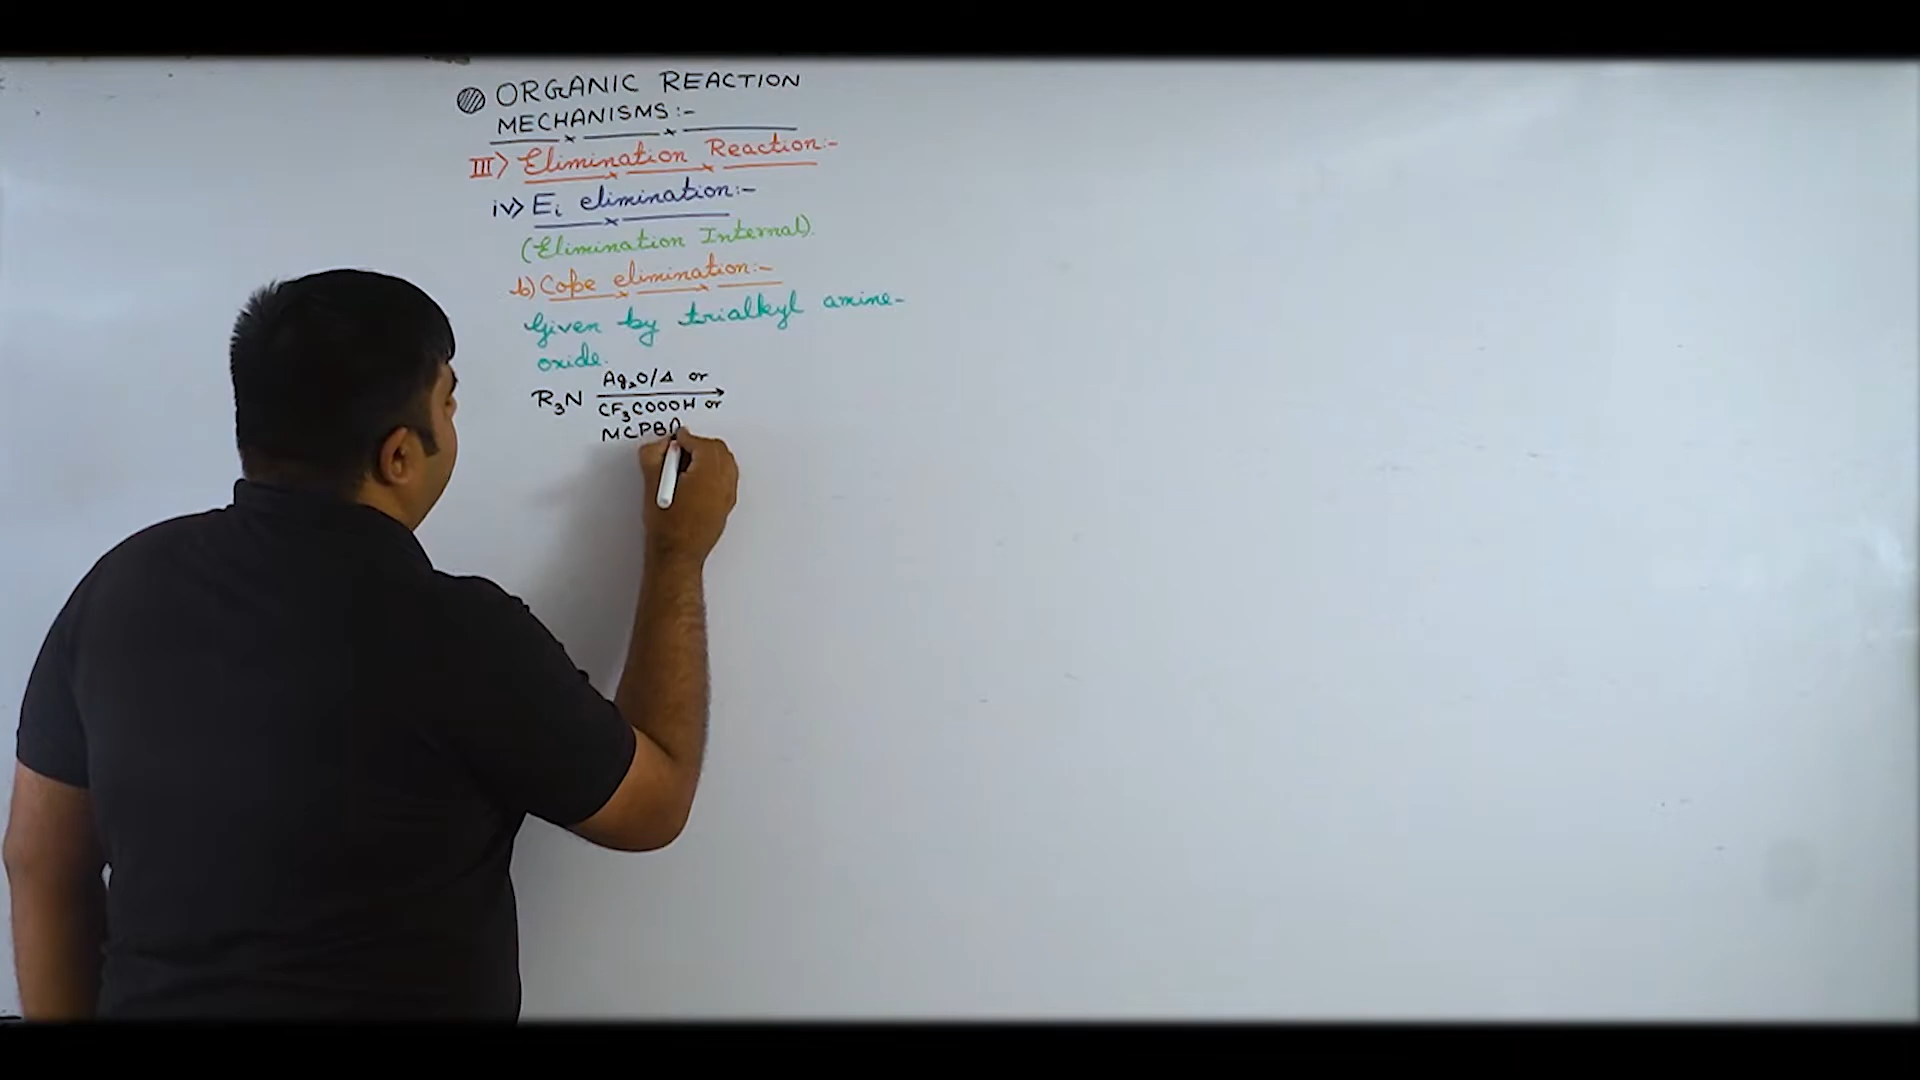 ORGANIC REACTION
MECHANISMS:-
III> Elimination Reaction:-
iv> Ei elimination:-
(Elimination Internal).
b) Cope elimination:-
Given by trialkyl amine-
oxide.
R₃N Ag₂O/Δ or
CF₃COOOH or
MCPBA